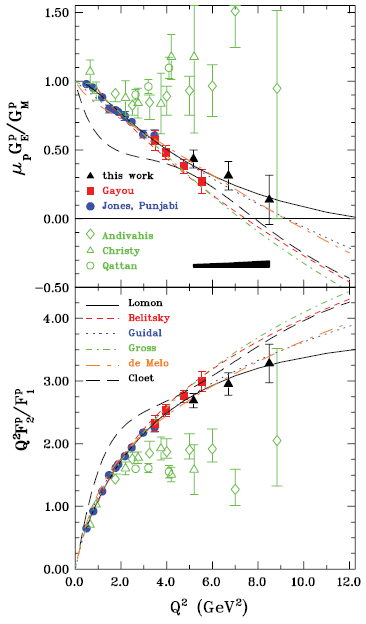 1.50
1.00
0.50
0.00
−0.50
μpGEp/GMp
this work
Gayou
Jones, Punjabi
Andivahis
Christy
Qattan
4.00
3.00
2.00
1.00
0.00
Q²F2p/F1p
Lomon
Belitsky
Guidal
Gross
de Melo
Cloet
0.0 2.0 4.0 6.0 8.0 10.0 12.0
Q² (GeV²)